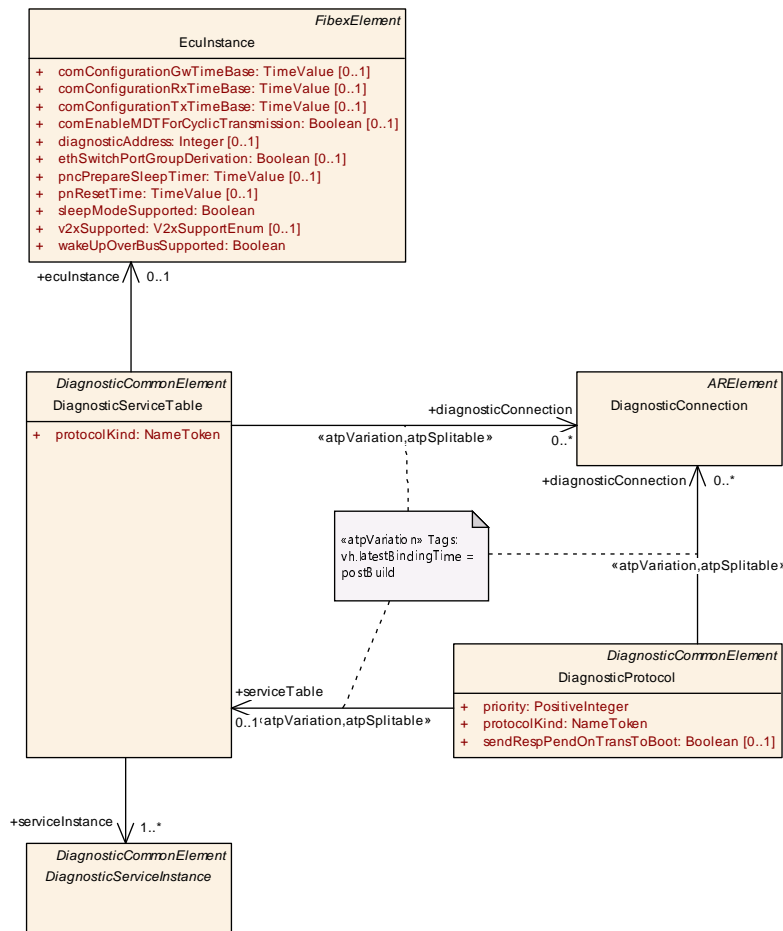 FibexElement
EcuInstance
+ comConfigurationGwTimeBase: TimeValue [0..1]
+ comConfigurationRxTimeBase: TimeValue [0..1]
+ comConfigurationTxTimeBase: TimeValue [0..1]
+ comEnableMDTForCyclicTransmission: Boolean [0..1]
+ diagnosticAddress: Integer [0..1]
+ ethSwitchPortGroupDerivation: Boolean [0..1]
+ pncPrepareSleepTimer: TimeValue [0..1]
+ pnResetTime: TimeValue [0..1]
+ sleepModeSupported: Boolean
+ v2xSupported: V2xSupportEnum [0..1]
+ wakeUpOverBusSupported: Boolean
+ecuInstance 0..1
DiagnosticCommonElement
DiagnosticServiceTable
+ protocolKind: NameToken
ARElement
DiagnosticConnection
+diagnosticConnection
«atpVariation,atpSplitable» 0..*
+diagnosticConnection 0..*
«atpVariation» Tags:
vh.latestBindingTime =
postBuild
«atpVariation,atpSplitable»
DiagnosticCommonElement
DiagnosticProtocol
+ priority: PositiveInteger
+ protocolKind: NameToken
+ sendRespPendOnTransToBoot: Boolean [0..1]
+serviceTable
0..1 «atpVariation,atpSplitable»
+serviceInstance 1..*
DiagnosticCommonElement
DiagnosticServiceInstance